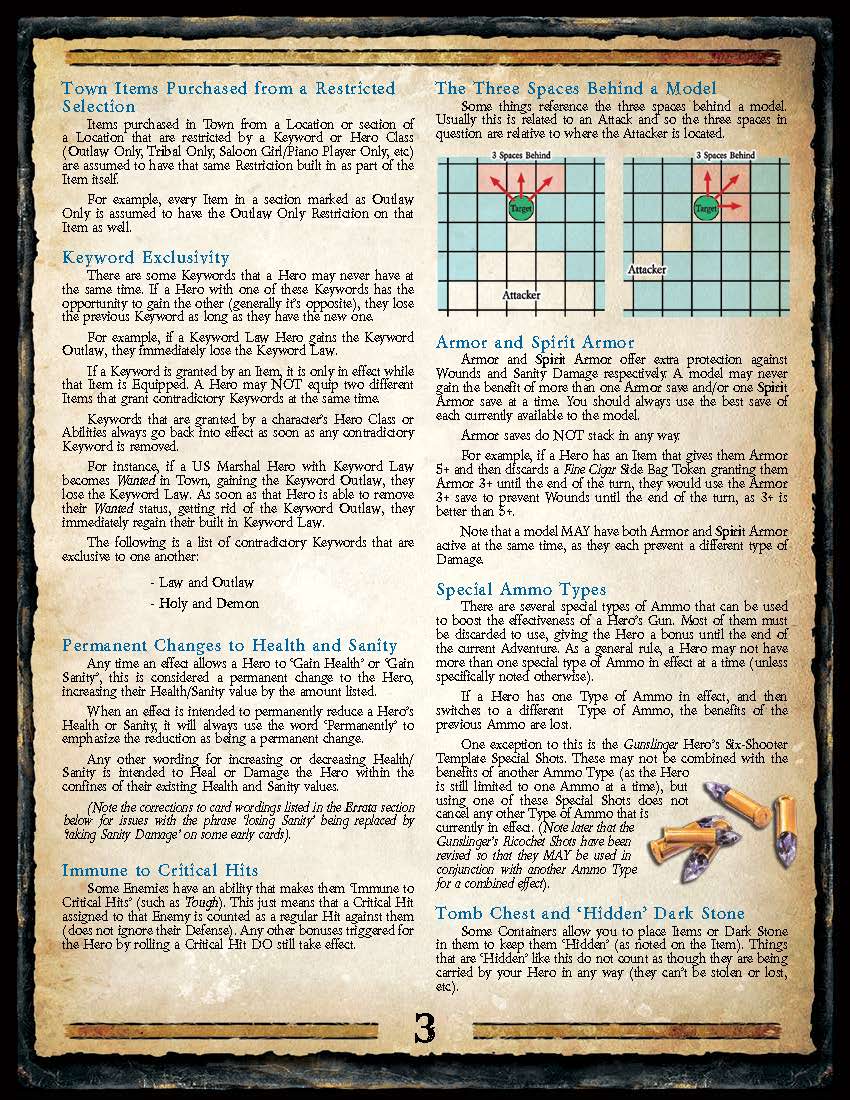 Town Items Purchased from a Restricted
Selection
Items purchased in Town from a Location or section of
a Location that are restricted by a Keyword or Hero Class
(Outlaw Only, Tribal Only, Saloon Girl/Piano Player Only, etc)
are assumed to have that same Restriction built in as part of the
Item itself.
For example, every Item in a section marked as Outlaw
Only is assumed to have the Outlaw Only Restriction on that
Item as well.
Keyword Exclusivity
There are some Keywords that a Hero may never have at
the same time. If a Hero with one of these Keywords has the
opportunity to gain the other (generally it's opposite), they lose
the previous Keyword as long as they have the new one.
For example, if a Keyword Law Hero gains the Keyword
Outlaw, they immediately lose the Keyword Law.
If a Keyword is granted by an Item, it is only in effect while
that Item is Equipped. A Hero may NOT equip two different
Items that grant contradictory Keywords at the same time.
Keywords that are granted by a character's Hero Class or
Abilities always go back into effect as soon as any contradictory
Keyword is removed.
For instance, if a US Marshal Hero with Keyword Law
becomes Wanted in Town, gaining the Keyword Outlaw, they
lose the Keyword Law. As soon as that Hero is able to remove
their Wanted status, getting rid of the Keyword Outlaw, they
immediately regain their built in Keyword Law.
The following is a list of contradictory Keywords that are
exclusive to one another:
- Law and Outlaw
- Holy and Demon
Permanent Changes to Health and Sanity
Any time an effect allows a Hero to 'Gain Health' or 'Gain
Sanity', this is considered a permanent change to the Hero,
increasing their Health/Sanity value by the amount listed.
When an effect is intended to permanently reduce a Hero's
Health or Sanity, it will always use the word 'Permanently' to
emphasize the reduction as being a permanent change.
Any other wording for increasing or decreasing Health/
Sanity is intended to Heal or Damage the Hero within the
confines of their existing Health and Sanity values.
(Note the corrections to card wordings listed in the Errata section
below for issues with the phrase 'losing Sanity' being replaced by
'taking Sanity Damage' on some early cards).
Immune to Critical Hits
Some Enemies have an ability that makes them 'Immune to
Critical Hits' (such as Tough). This just means that a Critical Hit
assigned to that Enemy is counted as a regular Hit against them
(does not ignore their Defense). Any other bonuses triggered for
the Hero by rolling a Critical Hit DO still take effect.
The Three Spaces Behind a Model
Some things reference the three spaces behind a model.
Usually this is related to an Attack and so the three spaces in
question are relative to where the Attacker is located.
3 Spaces Behind
Target
Attacker
3 Spaces Behind
Target
Attacker
Armor and Spirit Armor
Armor and Spirit Armor offer extra protection against
Wounds and Sanity Damage respectively. A model may never
gain the benefit of more than one Armor save and/or one Spirit
Armor save at a time. You should always use the best save of
each currently available to the model.
Armor saves do NOT stack in any way.
For example, if a Hero has an Item that gives them Armor
5+ and then discards a Fine Cigar Side Bag Token granting them
Armor 3+ until the end of the turn, they would use the Armor
3+ save to prevent Wounds until the end of the turn, as 3+ is
better than 5+.
Note that a model MAY have both Armor and Spirit Armor
active at the same time, as they each prevent a different type of
Damage.
Special Ammo Types
There are several special types of Ammo that can be used
to boost the effectiveness of a Hero's Gun. Most of them must
be discarded to use, giving the Hero a bonus until the end of
the current Adventure. As a general rule, a Hero may not have
more than one special type of Ammo in effect at a time (unless
specifically noted otherwise).
If a Hero has one Type of Ammo in effect, and then
switches to a different Type of Ammo, the benefits of the
previous Ammo are lost.
One exception to this is the Gunslinger Hero's Six-Shooter
Template Special Shots. These may not be combined with the
benefits of another Ammo Type (as the Hero
is still limited to one Ammo at a time), but
using one of these Special Shots does not
cancel any other Type of Ammo that is
currently in effect. (Note later that the
Gunslinger's Ricochet Shots have been
revised so that they MAY be used in
conjunction with another Ammo Type
for a combined effect).
Tomb Chest and 'Hidden' Dark Stone
Some Containers allow you to place Items or Dark Stone
in them to keep them 'Hidden' (as noted on the Item). Things
that are 'Hidden' like this do not count as though they are being
carried by your Hero in any way (they can't be stolen or lost,
etc).
3